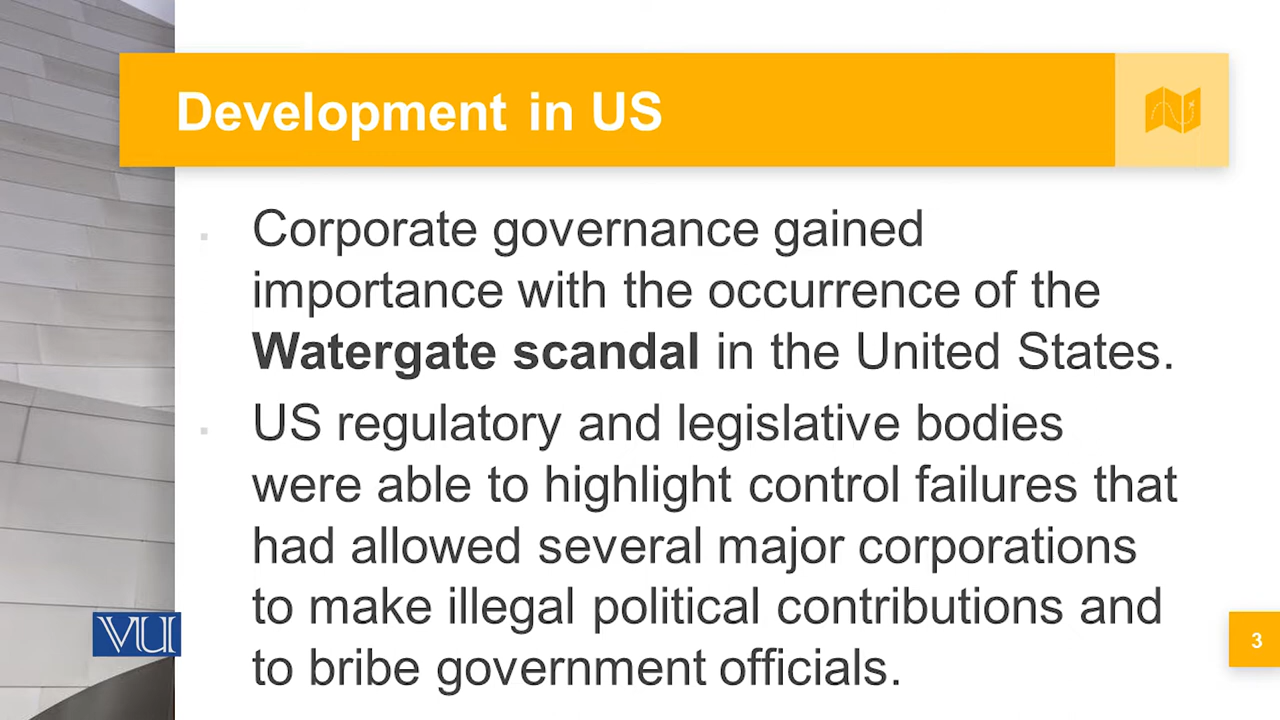 Development in US
Corporate governance gained
importance with the occurrence of the
Watergate scandal in the United States.
US regulatory and legislative bodies
were able to highlight control failures that
had allowed several major corporations
to make illegal political contributions and
to bribe government officials.
VU
3